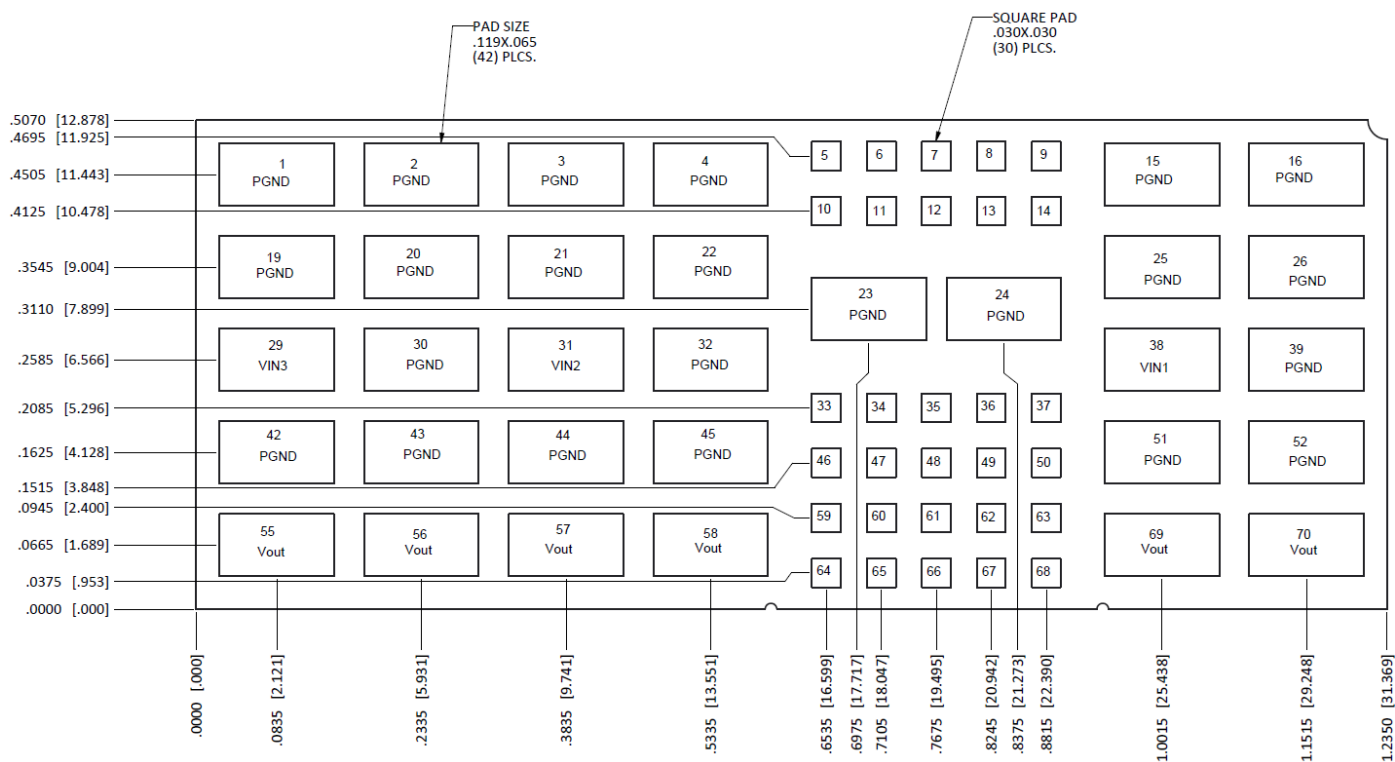 PAD SIZE
.119X.065
(42) PLCS.
SQUARE PAD
.030X.030
(30) PLCS.
.5070 [12.878]
.4695 [11.925]
.4505 [11.443]
.4125 [10.478]
.3545 [9.004]
.3110 [7.899]
.2585 [6.566]
.2085 [5.296]
.1625 [4.128]
.1515 [3.848]
.0945 [2.400]
.0665 [1.689]
.0375 [.953]
.0000 [.000]
1
PGND
2
PGND
3
PGND
4
PGND
5
6
7
8
9
15
PGND
16
PGND
10
11
12
13
14
19
PGND
20
PGND
21
PGND
22
PGND
23
PGND
24
PGND
25
PGND
26
PGND
29
VIN3
30
PGND
31
VIN2
32
PGND
38
VIN1
39
PGND
33
34
35
36
37
42
PGND
43
PGND
44
PGND
45
PGND
46
47
48
49
50
51
PGND
52
PGND
55
Vout
56
Vout
57
Vout
58
Vout
59
60
61
62
63
69
Vout
70
Vout
64
65
66
67
68
.0000 [.000]
.0835 [2.121]
.2335 [5.931]
.3835 [9.741]
.5335 [13.551]
.6535 [16.599]
.6975 [17.717]
.7105 [18.047]
.7675 [19.495]
.8245 [20.942]
.8375 [21.273]
.8815 [22.390]
1.0015 [25.438]
1.1515 [29.248]
1.2350 [31.369]